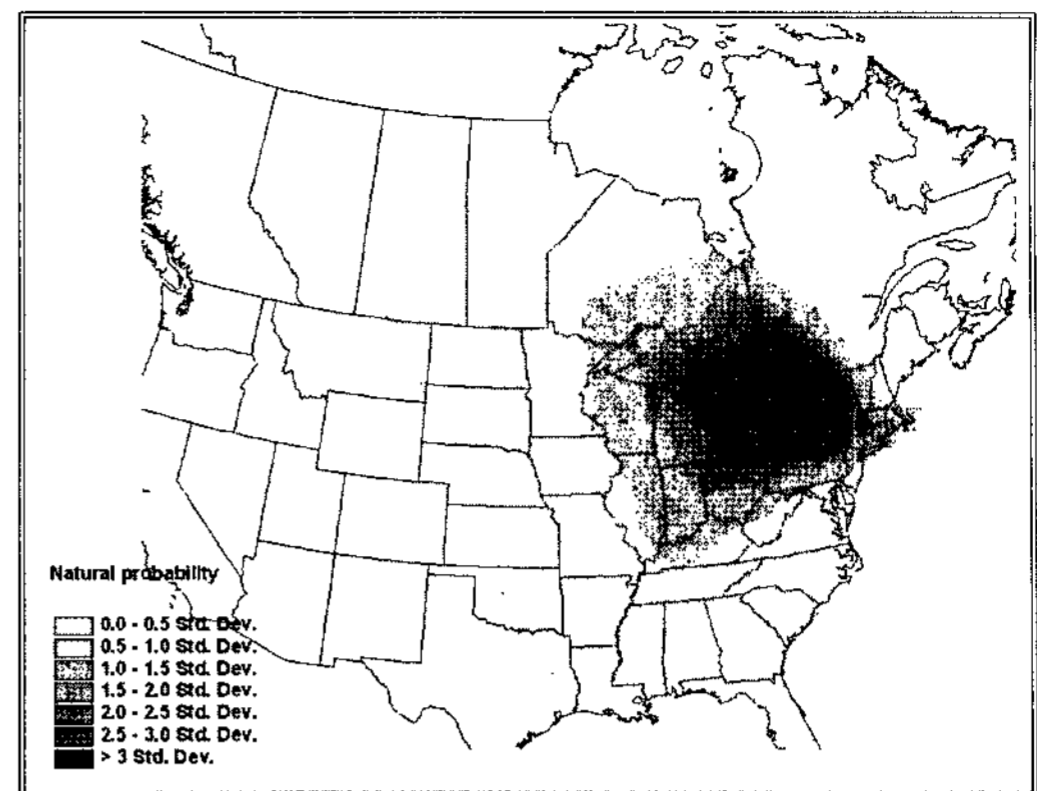 Natural probability
0.0 - 0.5 Std. Dev.
0.5 - 1.0 Std. Dev.
1.0 - 1.5 Std. Dev.
1.5 - 2.0 Std. Dev.
2.0 - 2.5 Std. Dev.
2.5 - 3.0 Std. Dev.
> 3 Std. Dev.